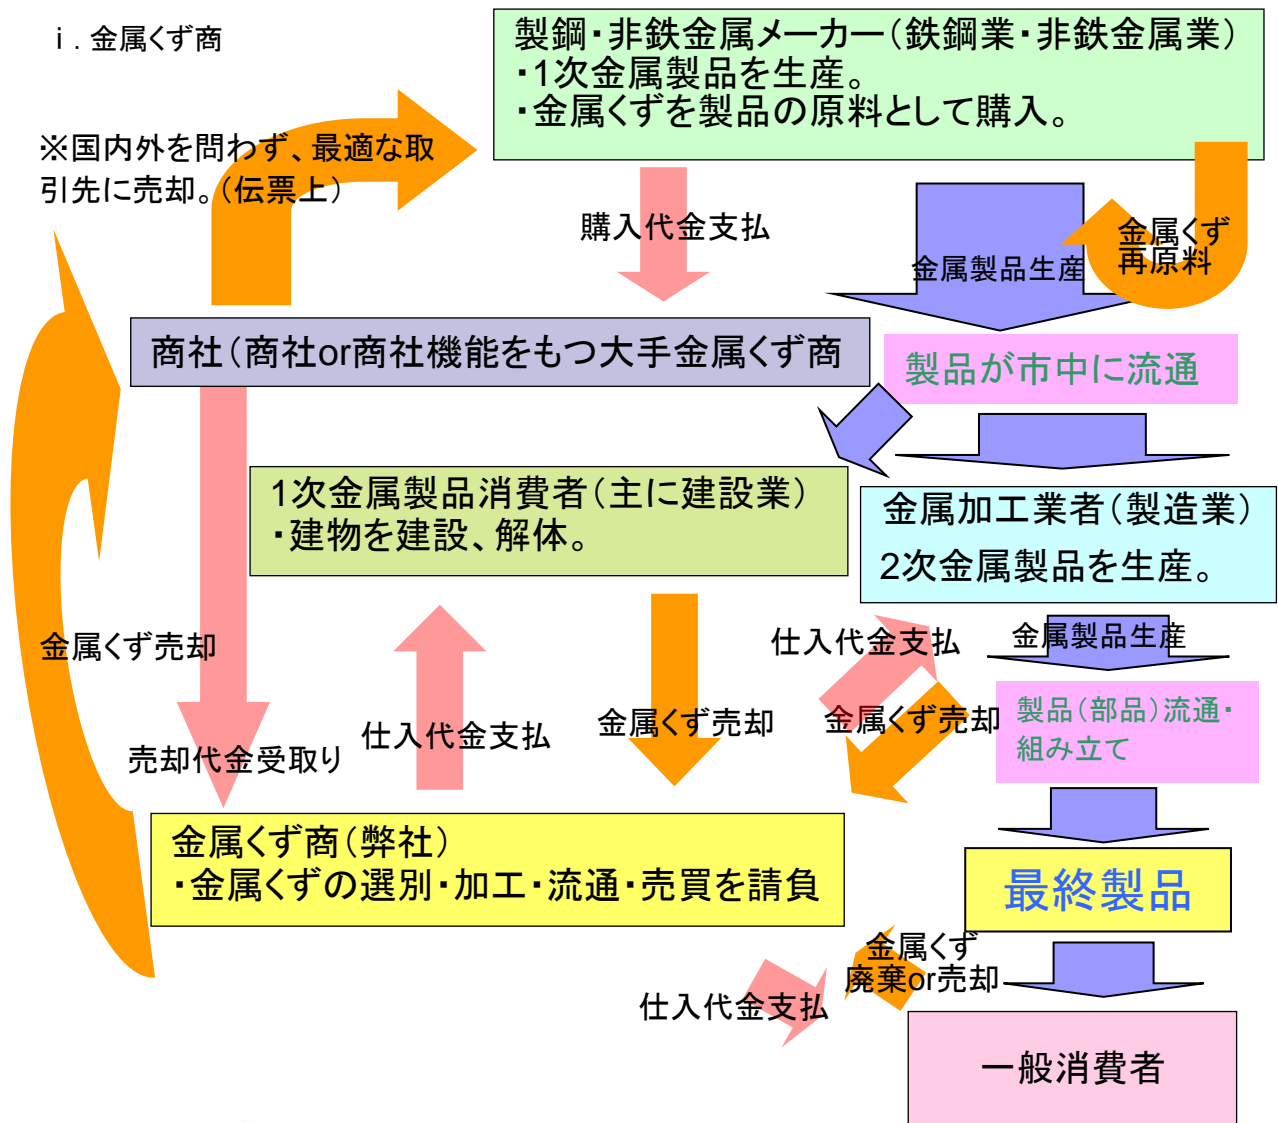 ⅰ．金属くず商
製鋼・非鉄金属メーカー（鉄鋼業・非鉄金属業）
・1次金属製品を生産。
・金属くずを製品の原料として購入。
※国内外を問わず、最適な取
引先に売却。（伝票上）
購入代金支払
金属くず
再原料
金属製品生産
商社（商社or商社機能をもつ大手金属くず商
製品が市中に流通
1次金属製品消費者（主に建設業）
・建物を建設、解体。
金属加工業者（製造業）
2次金属製品を生産。
金属くず売却
仕入代金支払
金属製品生産
売却代金受取り
仕入代金支払
金属くず売却
金属くず売却
製品（部品）流通・
組み立て
金属くず商（弊社）
・金属くずの選別・加工・流通・売買を請負
最終製品
金属くず
廃棄or売却
仕入代金支払
一般消費者